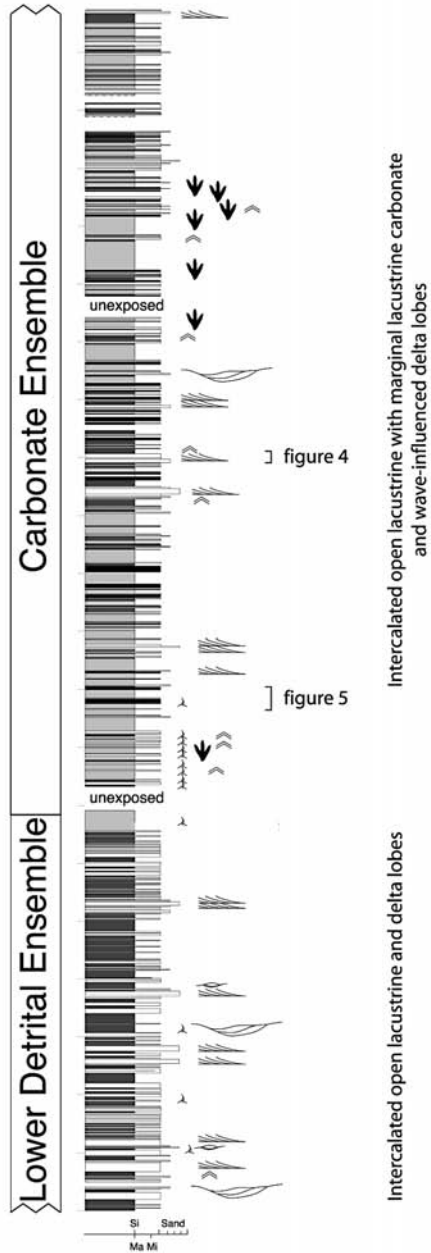 Carbonate Ensemble
Lower Detrital Ensemble
unexposed
figure 4
figure 5
unexposed
Intercalated open lacustrine with marginal lacustrine carbonate
and wave-influenced delta lobes
Intercalated open lacustrine and delta lobes
Si Sand
Ma Mi